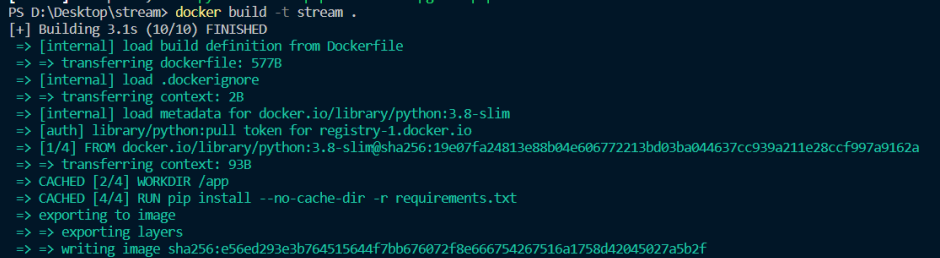 PS D:\Desktop\stream> docker build -t stream .
[+] Building 3.1s (10/10) FINISHED
=> [internal] load build definition from Dockerfile
=> => transferring dockerfile: 577B
=> [internal] load .dockerignore
=> => transferring context: 2B
=> [internal] load metadata for docker.io/library/python:3.8-slim
=> [auth] library/python:pull token for registry-1.docker.io
=> [1/4] FROM docker.io/library/python:3.8-slim@sha256:19e07fa24813e88b04e606772213bd03ba044637cc939a211e28ccf997a9162a
=> => transferring context: 93B
=> CACHED [2/4] WORKDIR /app
=> CACHED [4/4] RUN pip install --no-cache-dir -r requirements.txt
=> exporting to image
=> => exporting layers
=> => writing image sha256:e56ed293e3b764515644f7bb676072f8e666754267516a1758d42045027a5b2f